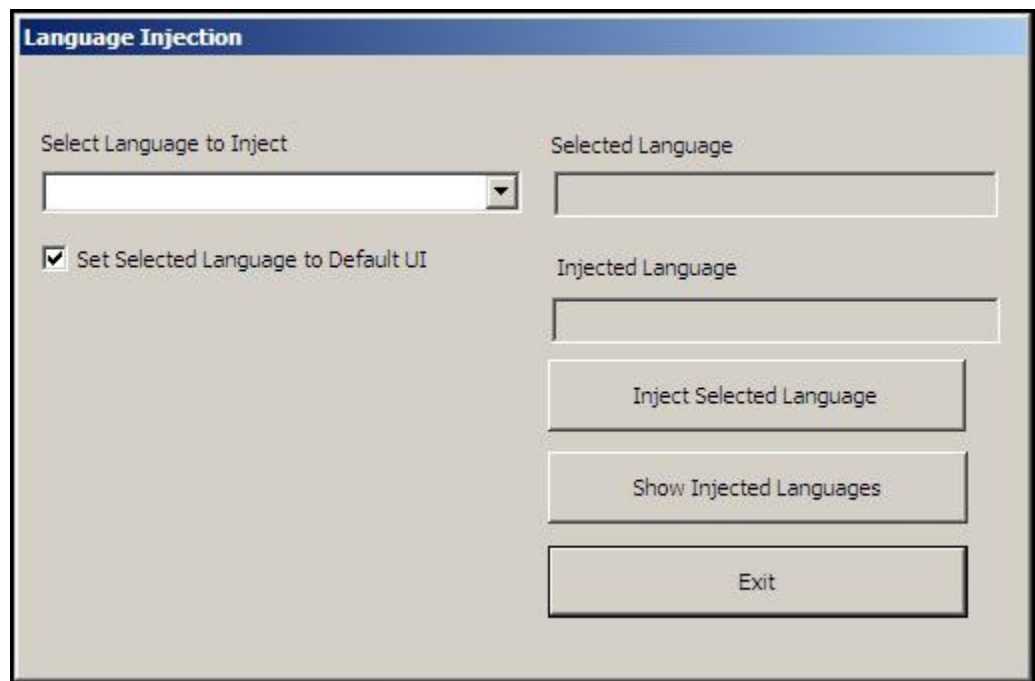 Language Injection
Select Language to Inject
Selected Language
Set Selected Language to Default UI
Injected Language
Inject Selected Language
Show Injected Languages
Exit